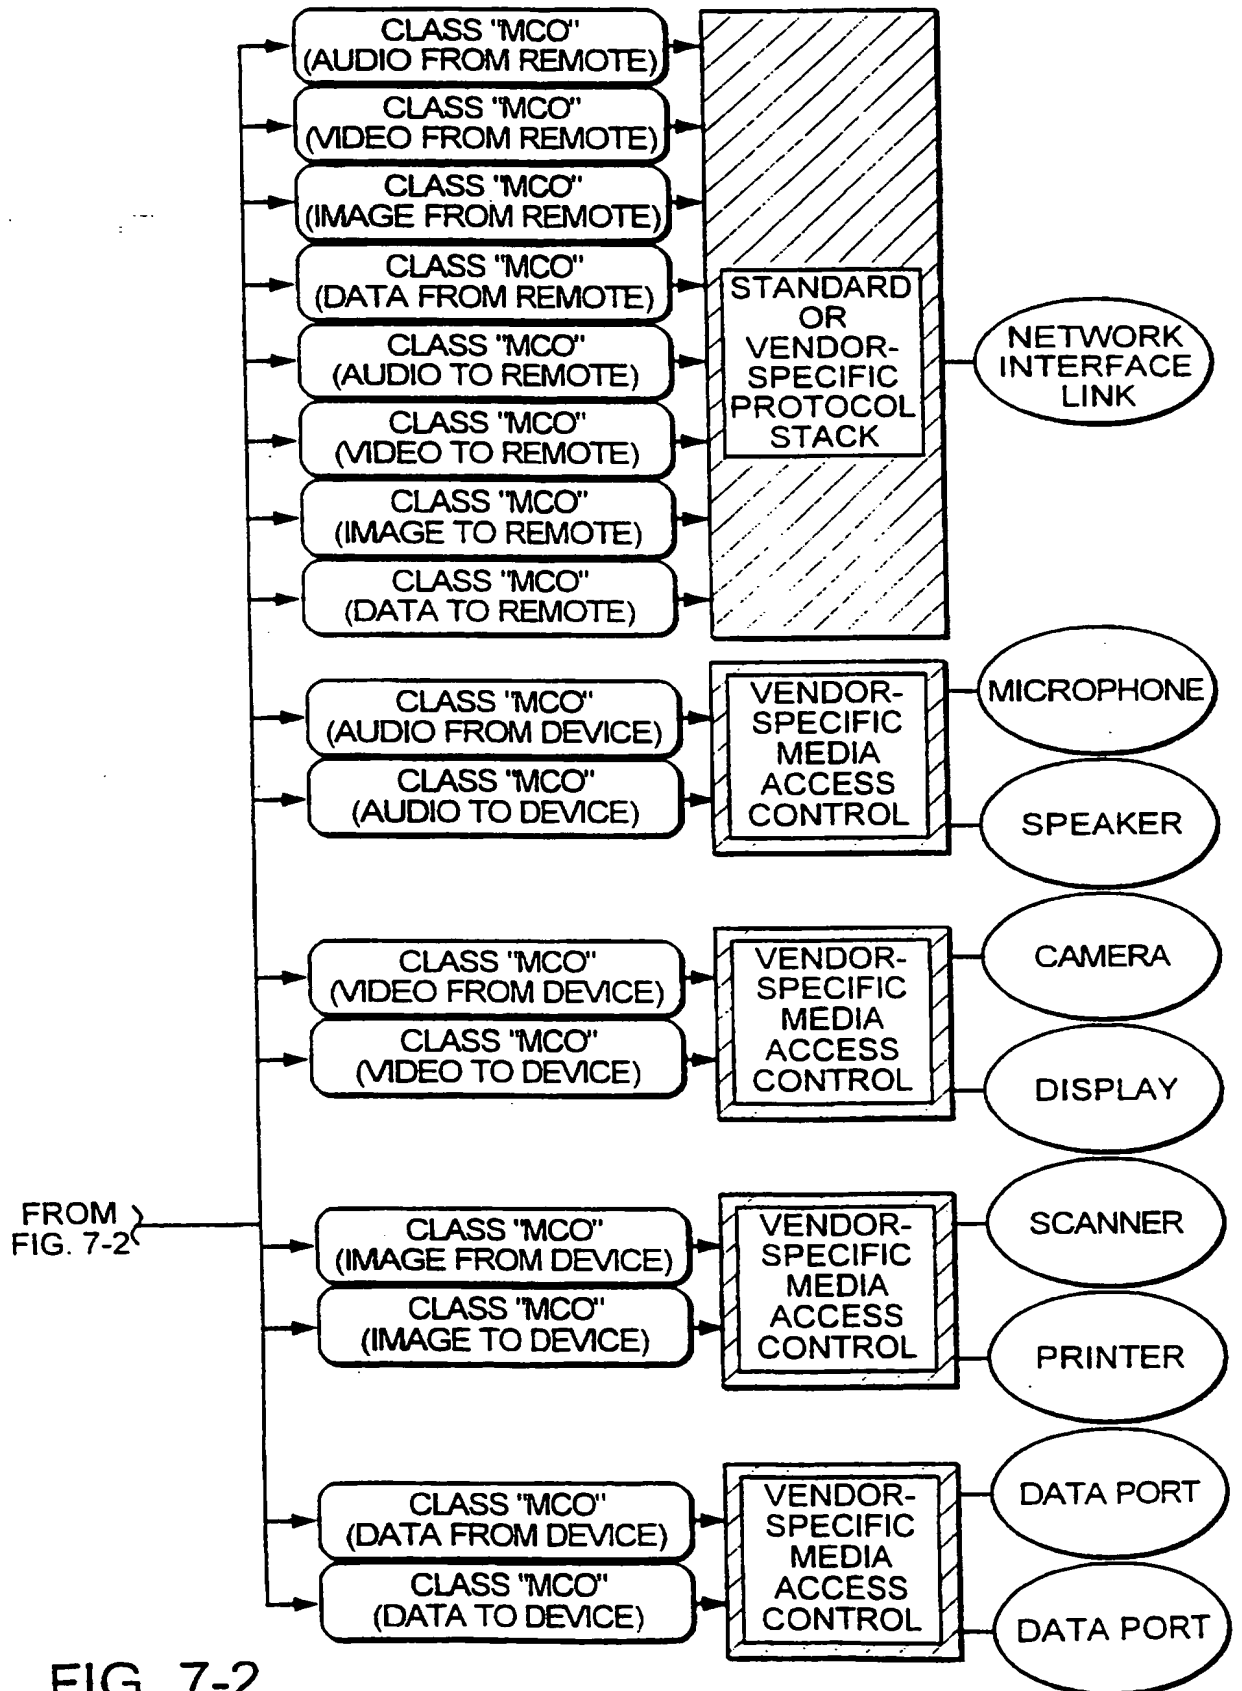 CLASS "MCO"
(AUDIO FROM REMOTE)
CLASS "MCO"
(VIDEO FROM REMOTE)
CLASS "MCO"
(IMAGE FROM REMOTE)
CLASS "MCO"
(DATA FROM REMOTE)
CLASS "MCO"
(AUDIO TO REMOTE)
CLASS "MCO"
(VIDEO TO REMOTE)
CLASS "MCO"
(IMAGE TO REMOTE)
CLASS "MCO"
(DATA TO REMOTE)
STANDARD
OR
VENDOR-
SPECIFIC
PROTOCOL
STACK
NETWORK
INTERFACE
LINK
CLASS "MCO"
(AUDIO FROM DEVICE)
CLASS "MCO"
(AUDIO TO DEVICE)
VENDOR-
SPECIFIC
MEDIA
ACCESS
CONTROL
MICROPHONE
SPEAKER
CLASS "MCO"
(VIDEO FROM DEVICE)
CLASS "MCO"
(VIDEO TO DEVICE)
VENDOR-
SPECIFIC
MEDIA
ACCESS
CONTROL
CAMERA
DISPLAY
FROM
FIG. 7-2
CLASS "MCO"
(IMAGE FROM DEVICE)
CLASS "MCO"
(IMAGE TO DEVICE)
VENDOR-
SPECIFIC
MEDIA
ACCESS
CONTROL
SCANNER
PRINTER
CLASS "MCO"
(DATA FROM DEVICE)
CLASS "MCO"
(DATA TO DEVICE)
VENDOR-
SPECIFIC
MEDIA
ACCESS
CONTROL
DATA PORT
DATA PORT
FIG. 7-2